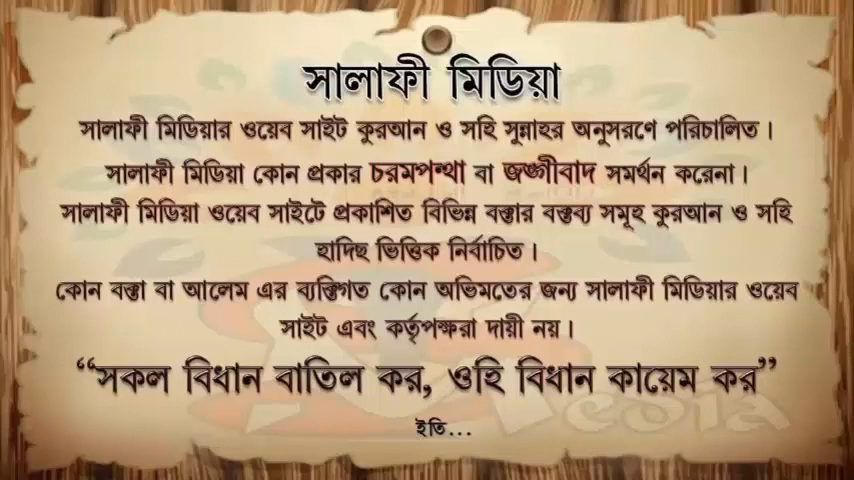 সালাফী মিডিয়া
সালাফী মিডিয়ার ওয়েব সাইট কুরআন ও সহি সুন্নাহর অনুসরণে পরিচালিত।
সালাফী মিডিয়া কোন প্রকার চরমপন্থা বা জঙ্গীবাদ সমর্থন করেনা।
সালাফী মিডিয়া ওয়েব সাইটে প্রকাশিত বিভিন্ন বক্তার বক্তব্য সমূহ কুরআন ও সহি
হাদিছ ভিত্তিক নির্বাচিত।
কোন বক্তা বা আলেম এর ব্যক্তিগত কোন অভিমতের জন্য সালাফী মিডিয়ার ওয়েব
সাইট এবং কর্তৃপক্ষরা দায়ী নয়।
“সকল বিধান বাতিল কর, ওহি বিধান কায়েম কর”
ইতি...